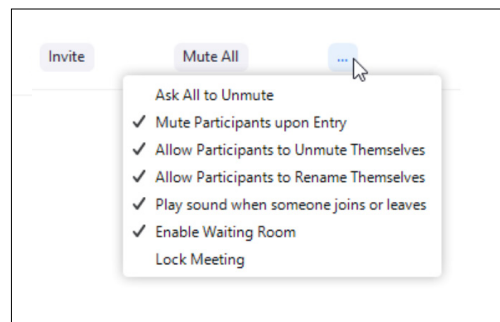 Invite Mute All ...
Ask All to Unmute
✓ Mute Participants upon Entry
✓ Allow Participants to Unmute Themselves
✓ Allow Participants to Rename Themselves
✓ Play sound when someone joins or leaves
✓ Enable Waiting Room
Lock Meeting